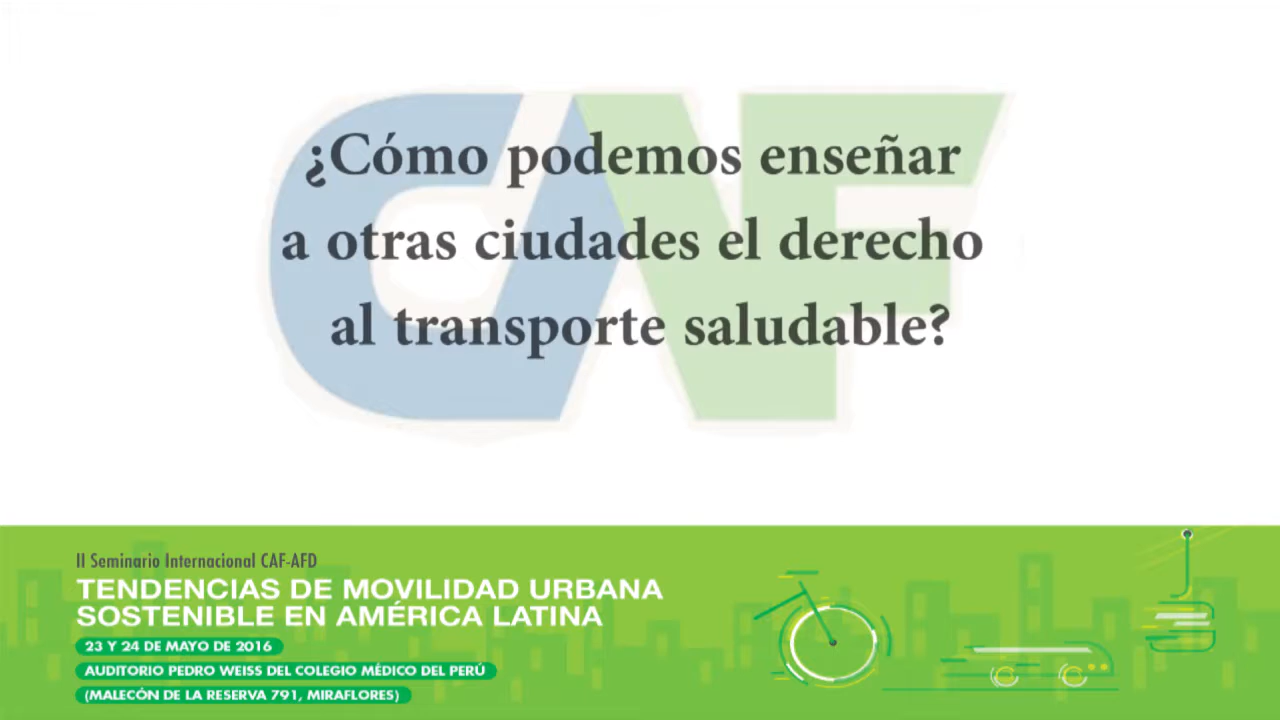 CAF
¿Cómo podemos enseñar
a otras ciudades el derecho
al transporte saludable?
II Seminario Internacional CAF-AFD
TENDENCIAS DE MOVILIDAD URBANA
SOSTENIBLE EN AMÉRICA LATINA
23 Y 24 DE MAYO DE 2016
AUDITORIO PEDRO WEISS DEL COLEGIO MÉDICO DEL PERÚ
(MALECÓN DE LA RESERVA 791, MIRAFLORES)